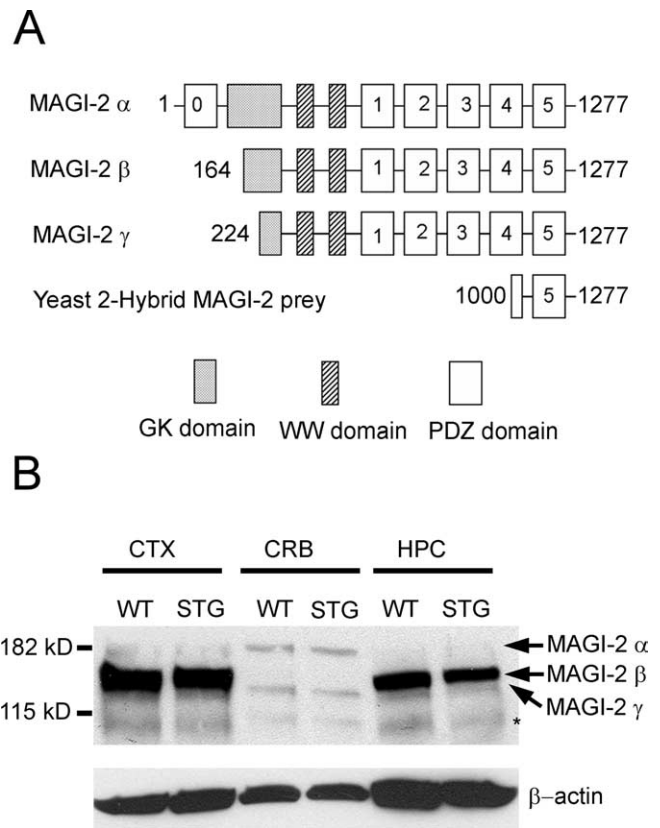 A
MAGI-2 α 1 0 1 2 3 4 5 1277
MAGI-2 β 164 1 2 3 4 5 1277
MAGI-2 γ 224 1 2 3 4 5 1277
Yeast 2-Hybrid MAGI-2 prey 1000 5 1277
GK domain WW domain PDZ domain
B
CTX CRB HPC
WT STG WT STG WT STG
182 kD MAGI-2 α
MAGI-2 β
115 kD MAGI-2 γ
*
β–actin